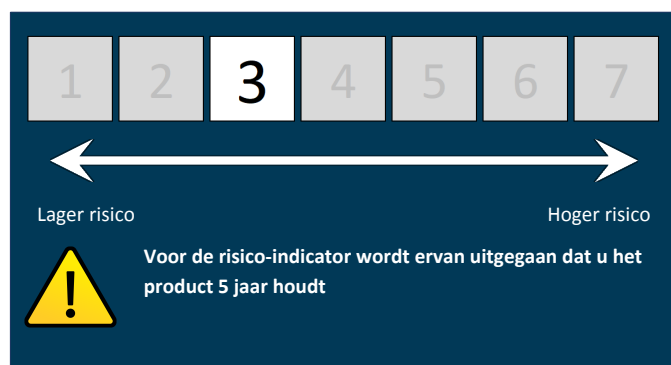 1 2 3 4 5 6 7
Lager risico Hoger risico
Voor de risico-indicator wordt ervan uitgegaan dat u het
product 5 jaar houdt